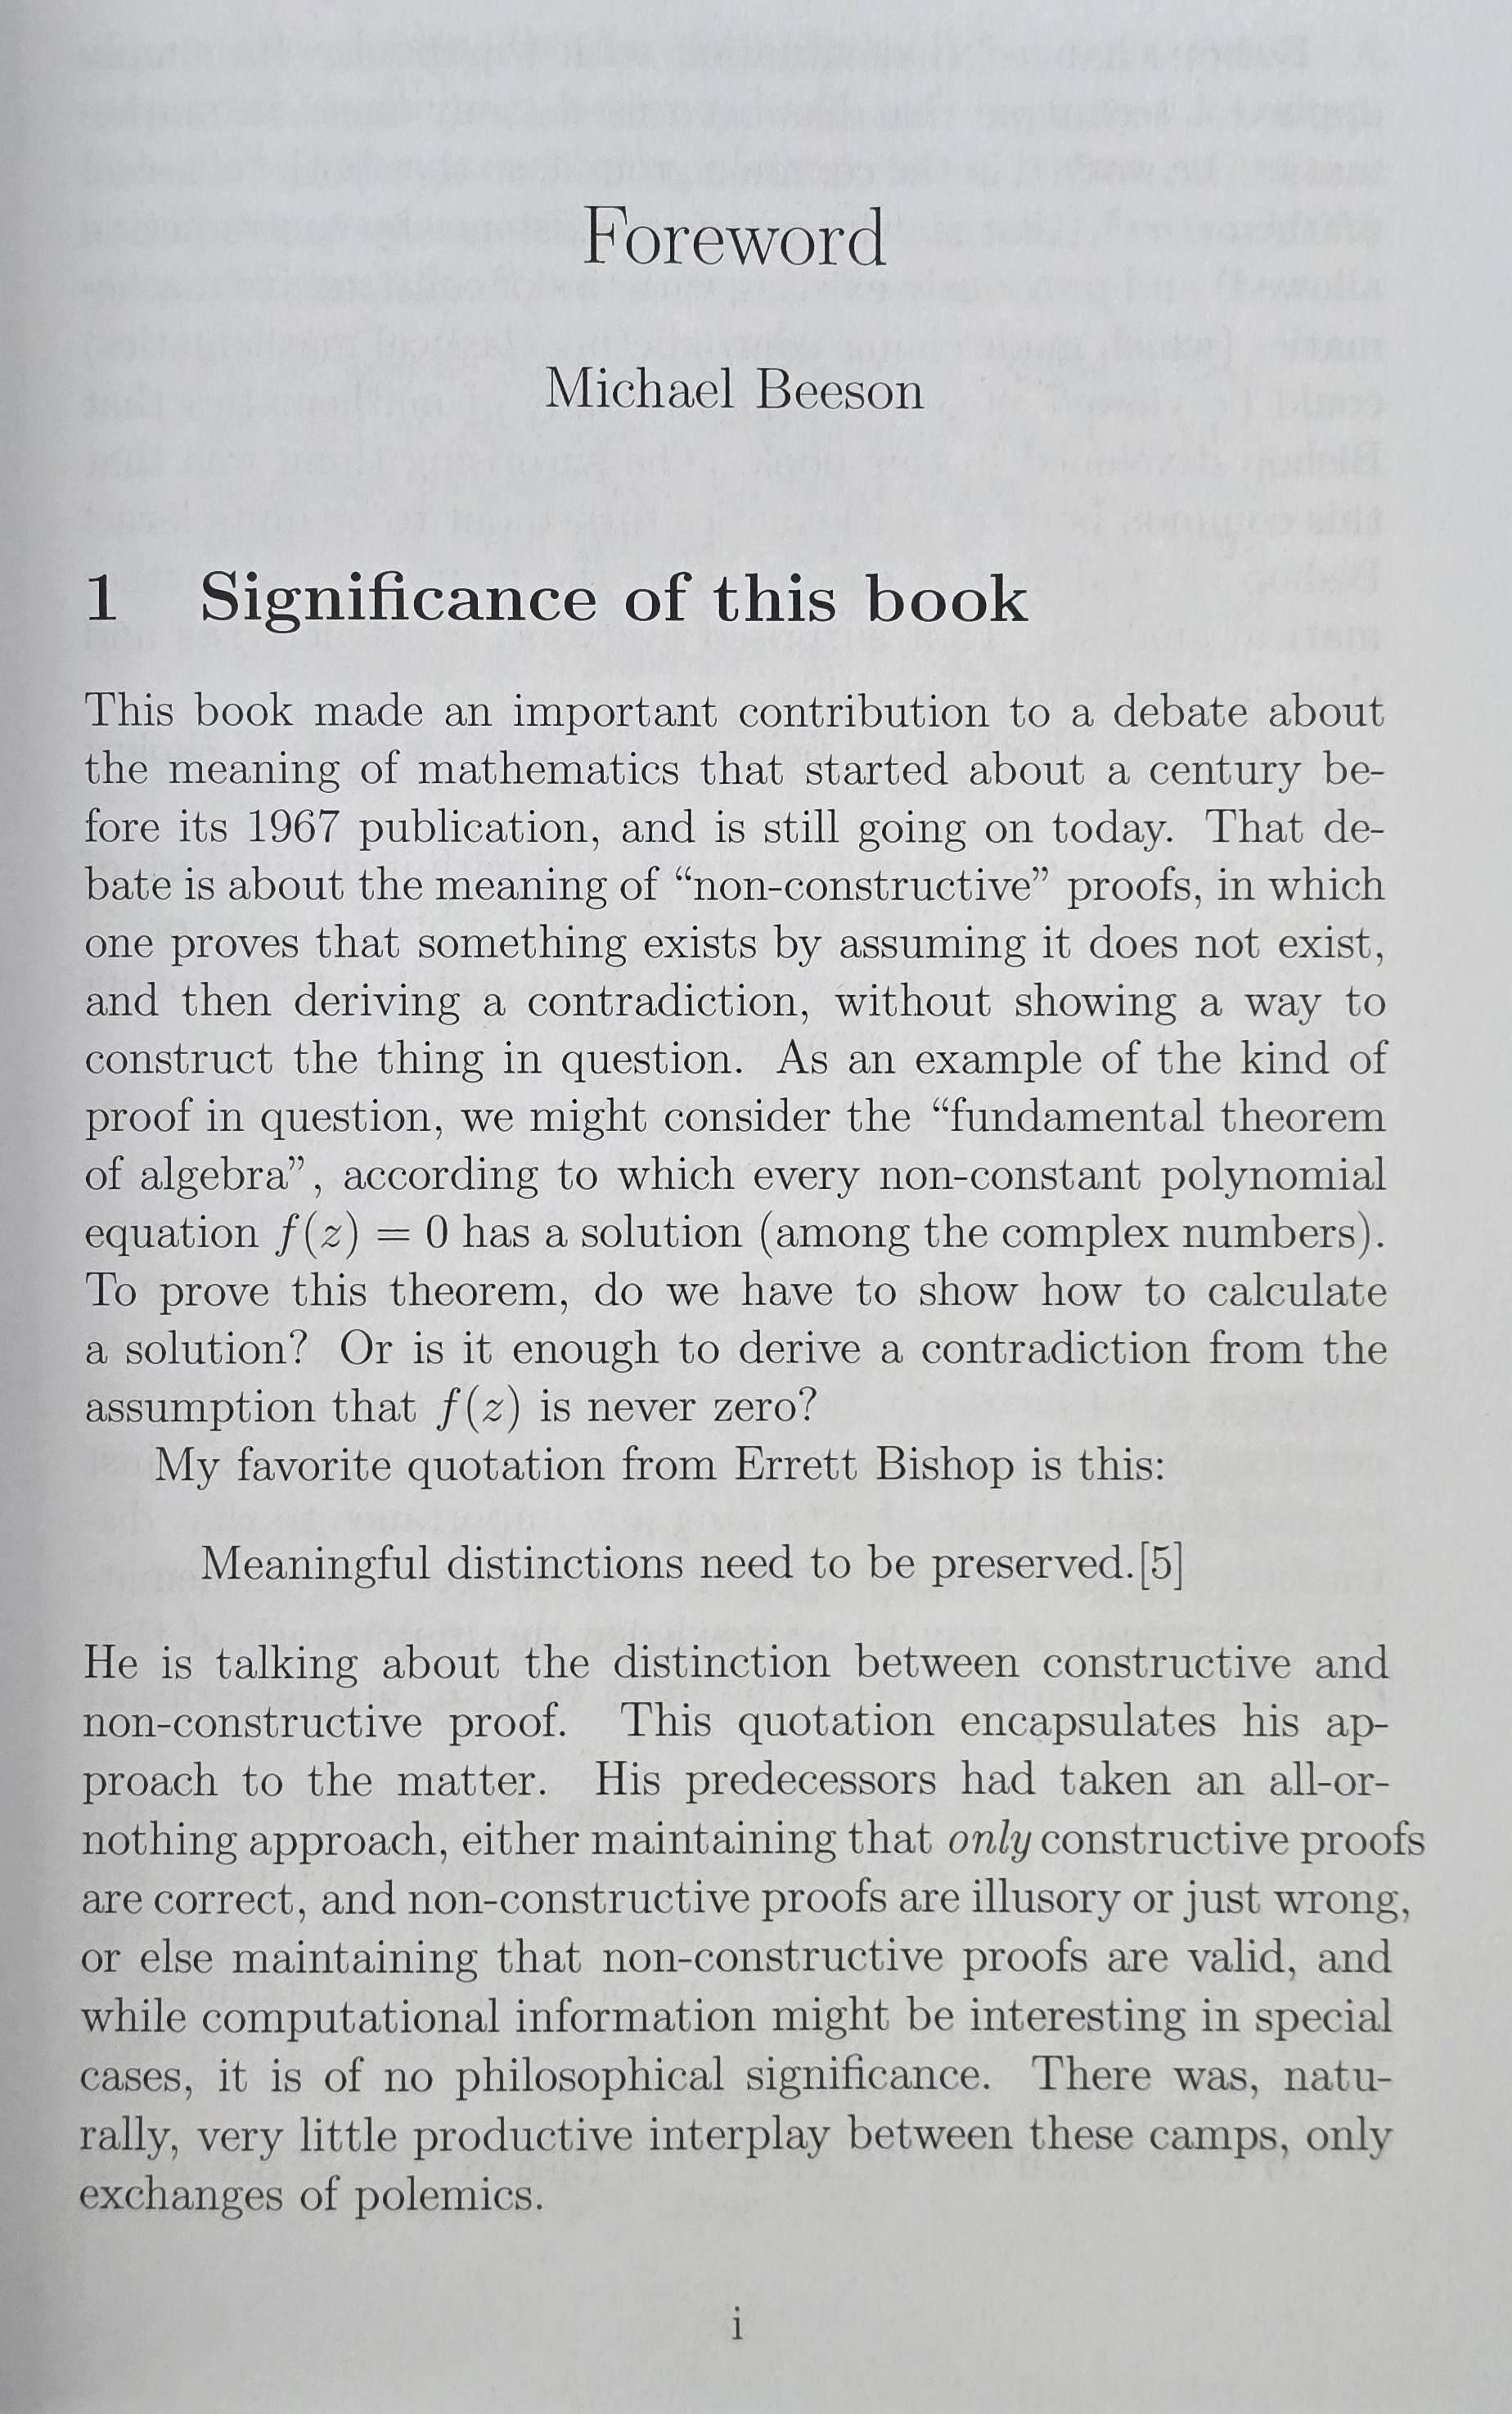 Foreword
Michael Beeson
1 Significance of this book
This book made an important contribution to a debate about
the meaning of mathematics that started about a century be-
fore its 1967 publication, and is still going on today. That de-
bate is about the meaning of “non-constructive” proofs, in which
one proves that something exists by assuming it does not exist,
and then deriving a contradiction, without showing a way to
construct the thing in question. As an example of the kind of
proof in question, we might consider the “fundamental theorem
of algebra”, according to which every non-constant polynomial
equation f(z) = 0 has a solution (among the complex numbers).
To prove this theorem, do we have to show how to calculate
a solution? Or is it enough to derive a contradiction from the
assumption that f(z) is never zero?
My favorite quotation from Errett Bishop is this:
Meaningful distinctions need to be preserved.[5]
He is talking about the distinction between constructive and
non-constructive proof. This quotation encapsulates his ap-
proach to the matter. His predecessors had taken an all-or-
nothing approach, either maintaining that only constructive proofs
are correct, and non-constructive proofs are illusory or just wrong,
or else maintaining that non-constructive proofs are valid, and
while computational information might be interesting in special
cases, it is of no philosophical significance. There was, natu-
rally, very little productive interplay between these camps, only
exchanges of polemics.
i